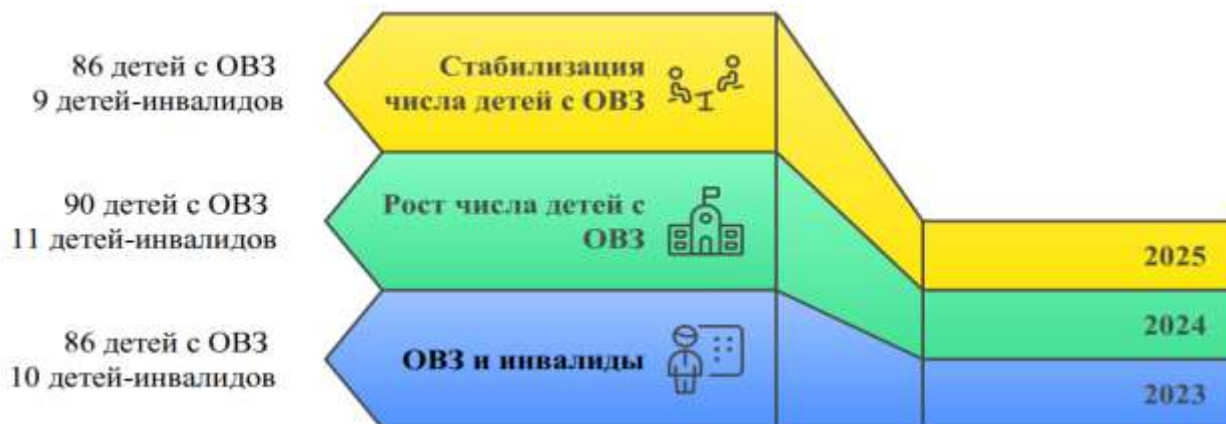 86 детей с ОВЗ
9 детей-инвалидов
Стабилизация
числа детей с ОВЗ
90 детей с ОВЗ
11 детей-инвалидов
Рост числа детей с
ОВЗ
2025
2024
86 детей с ОВЗ
10 детей-инвалидов
ОВЗ и инвалиды
2023